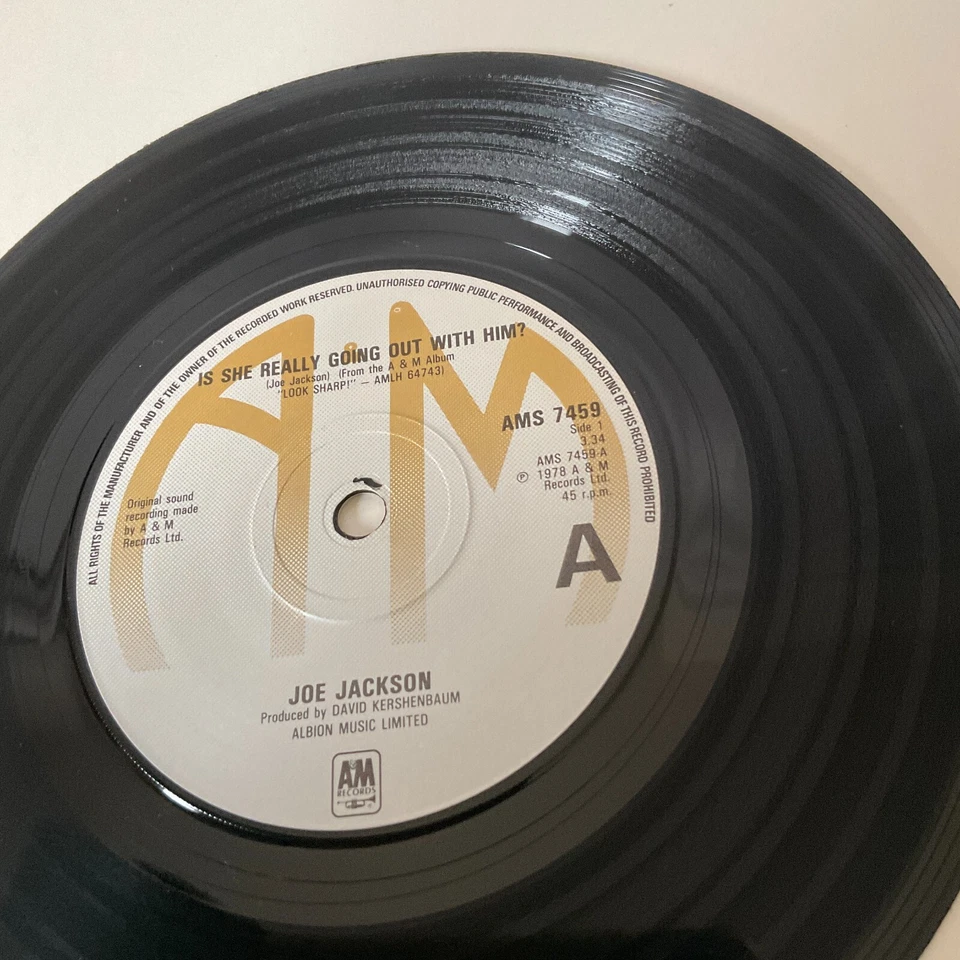 ALL RIGHTS OF THE MANUFACTURER AND OF THE OWNER OF THE RECORDED WORK RESERVED. UNAUTHORISED COPYING PUBLIC PERFORMANCE AND BROADCASTING OF THIS RECORD PROHIBITED
IS SHE REALLY GOING OUT WITH HIM?
(Joe Jackson) (From the A & M Album
"LOOK SHARP!" — AMLH 64743)
AMS 7459
Side 1
3.34
AMS 7459-A
℗ 1978 A & M
Records Ltd.
45 r.p.m.
Original sound
recording made
by A & M
Records Ltd.
A
JOE JACKSON
Produced by DAVID KERSHENBAUM
ALBION MUSIC LIMITED
AM
RECORDS